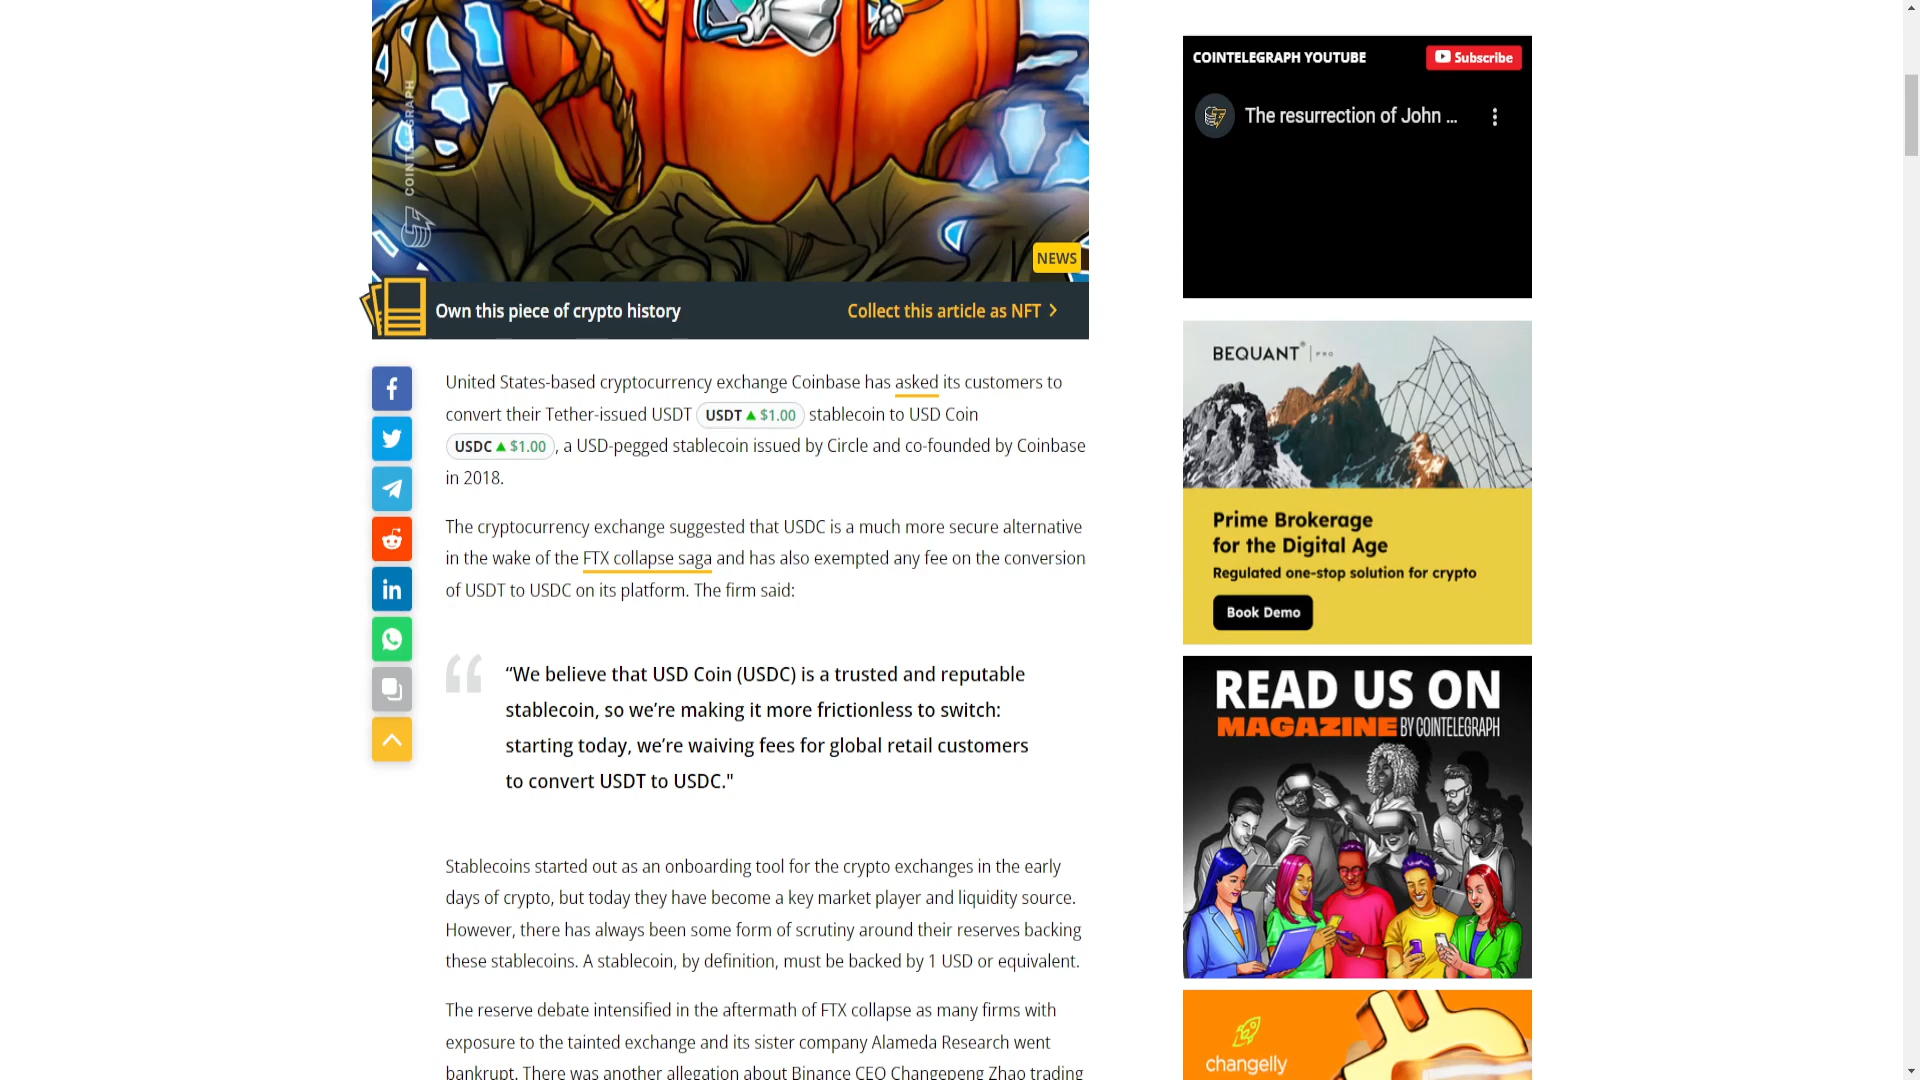 COINTELEGRAPH
NEWS
Own this piece of crypto history
Collect this article as NFT
United States-based cryptocurrency exchange Coinbase has asked its customers to
convert their Tether-issued USDT USDT ▲ $1.00 stablecoin to USD Coin
USDC ▲ $1.00 , a USD-pegged stablecoin issued by Circle and co-founded by Coinbase
in 2018.
The cryptocurrency exchange suggested that USDC is a much more secure alternative
in the wake of the FTX collapse saga and has also exempted any fee on the conversion
of USDT to USDC on its platform. The firm said:
“We believe that USD Coin (USDC) is a trusted and reputable
stablecoin, so we’re making it more frictionless to switch:
starting today, we’re waiving fees for global retail customers
to convert USDT to USDC."
Stablecoins started out as an onboarding tool for the crypto exchanges in the early
days of crypto, but today they have become a key market player and liquidity source.
However, there has always been some form of scrutiny around their reserves backing
these stablecoins. A stablecoin, by definition, must be backed by 1 USD or equivalent.
The reserve debate intensified in the aftermath of FTX collapse as many firms with
exposure to the tainted exchange and its sister company Alameda Research went
bankrupt. There was another allegation about Binance CEO Changpeng Zhao trading
COINTELEGRAPH YOUTUBE
Subscribe
The resurrection of John ...
BEQUANT® | PRO
Prime Brokerage
for the Digital Age
Regulated one-stop solution for crypto
Book Demo
READ US ON
MAGAZINE BY COINTELEGRAPH
changelly